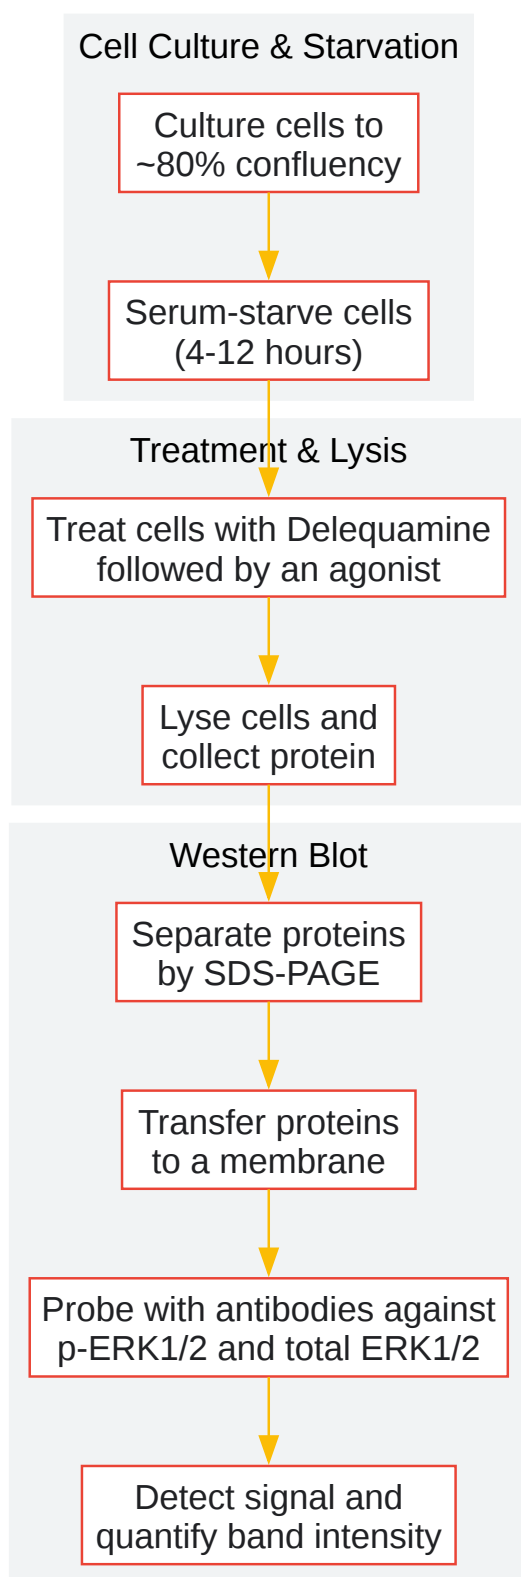 Cell Culture & Starvation
Culture cells to
~80% confluency
Serum-starve cells
(4-12 hours)
Treatment & Lysis
Treat cells with Delequamine
followed by an agonist
Lyse cells and
collect protein
Western Blot
Separate proteins
by SDS-PAGE
Transfer proteins
to a membrane
Probe with antibodies against
p-ERK1/2 and total ERK1/2
Detect signal and
quantify band intensity